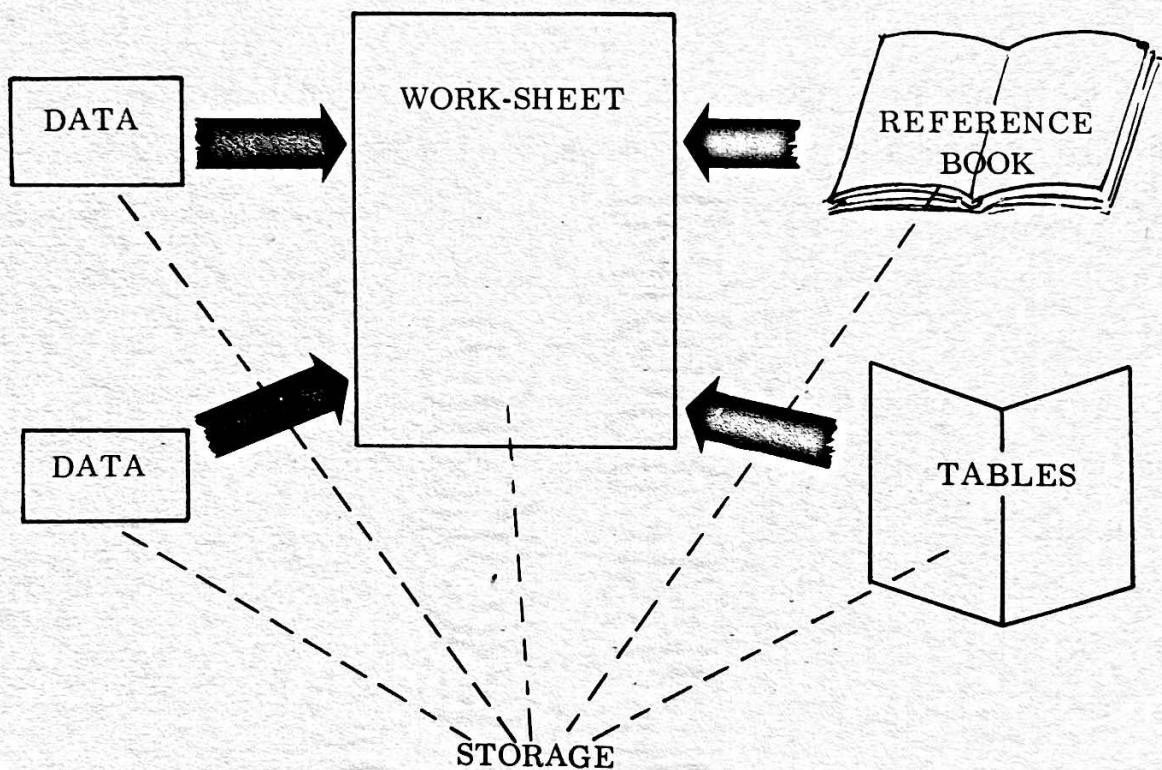 DATA
WORK-SHEET
REFERENCE
BOOK
DATA
TABLES
STORAGE